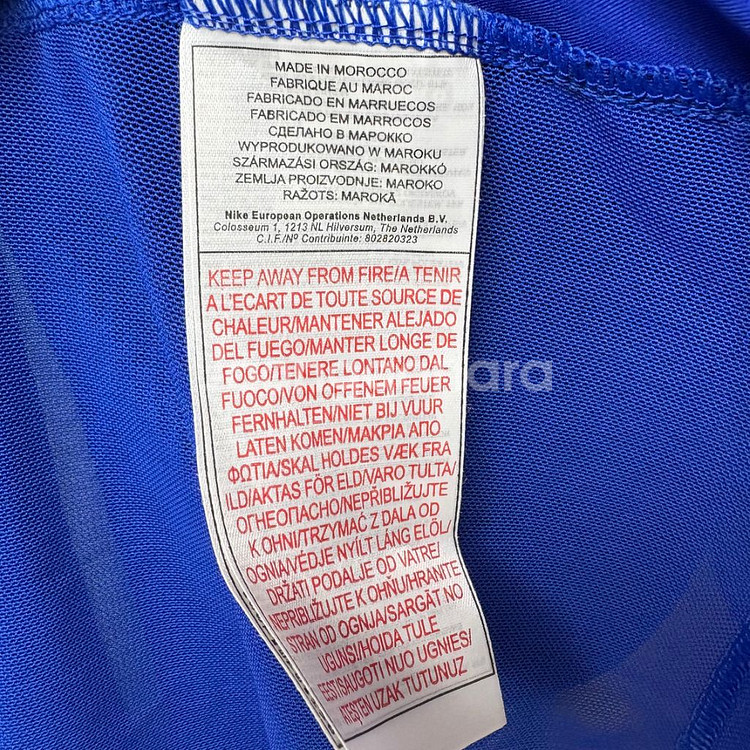 MADE IN MOROCCO
FABRIQUE AU MAROC
FABRICADO EN MARRUECOS
FABRICADO EM MARROCOS
СДЕЛАНО В МАРОККО
WYPRODUKOWANO W MAROKU
SZÁRMAZÁSI ORSZÁG: MAROKKÓ
ZEMLJA PROIZVODNJE: MAROKO
RAŽOTS: MAROKĀ
Nike European Operations Netherlands B.V.
Colosseum 1, 1213 NL Hilversum, The Netherlands
C.I.F./Nº Contribuinte: 802820323
KEEP AWAY FROM FIRE/A TENIR
A L'ECART DE TOUTE SOURCE DE
CHALEUR/MANTENER ALEJADO
DEL FUEGO/MANTER LONGE DE
FOGO/TENERE LONTANO DAL
FUOCO/VON OFFENEM FEUER
FERNHALTEN/NIET BIJ VUUR
LATEN KOMEN/ΜΑΚΡΙΑ ΑΠΟ
ΦΩΤΙΑ/SKAL HOLDES VÆK FRA
ILD/AKTAS FÖR ELD/VARO TULTA/
ОГНЕОПАСНО/NEPŘIBLIŽUJTE
K OHNI/TRZYMAĆ Z DALA OD
OGNIA/VÉDJE NYÍLT LÁNG ELŐL/
DRŽATI PODALJE OD VATRE/
NEPRIBLIŽUJTE K OHŇU/HRANITE
STRAN OD OGNJA/SARGĀT NO
UGUNS/HOIDA TULE
EEST/SAUGOTI NUO UGNIES/
ATEŞTEN UZAK TUTUNUZ
ara